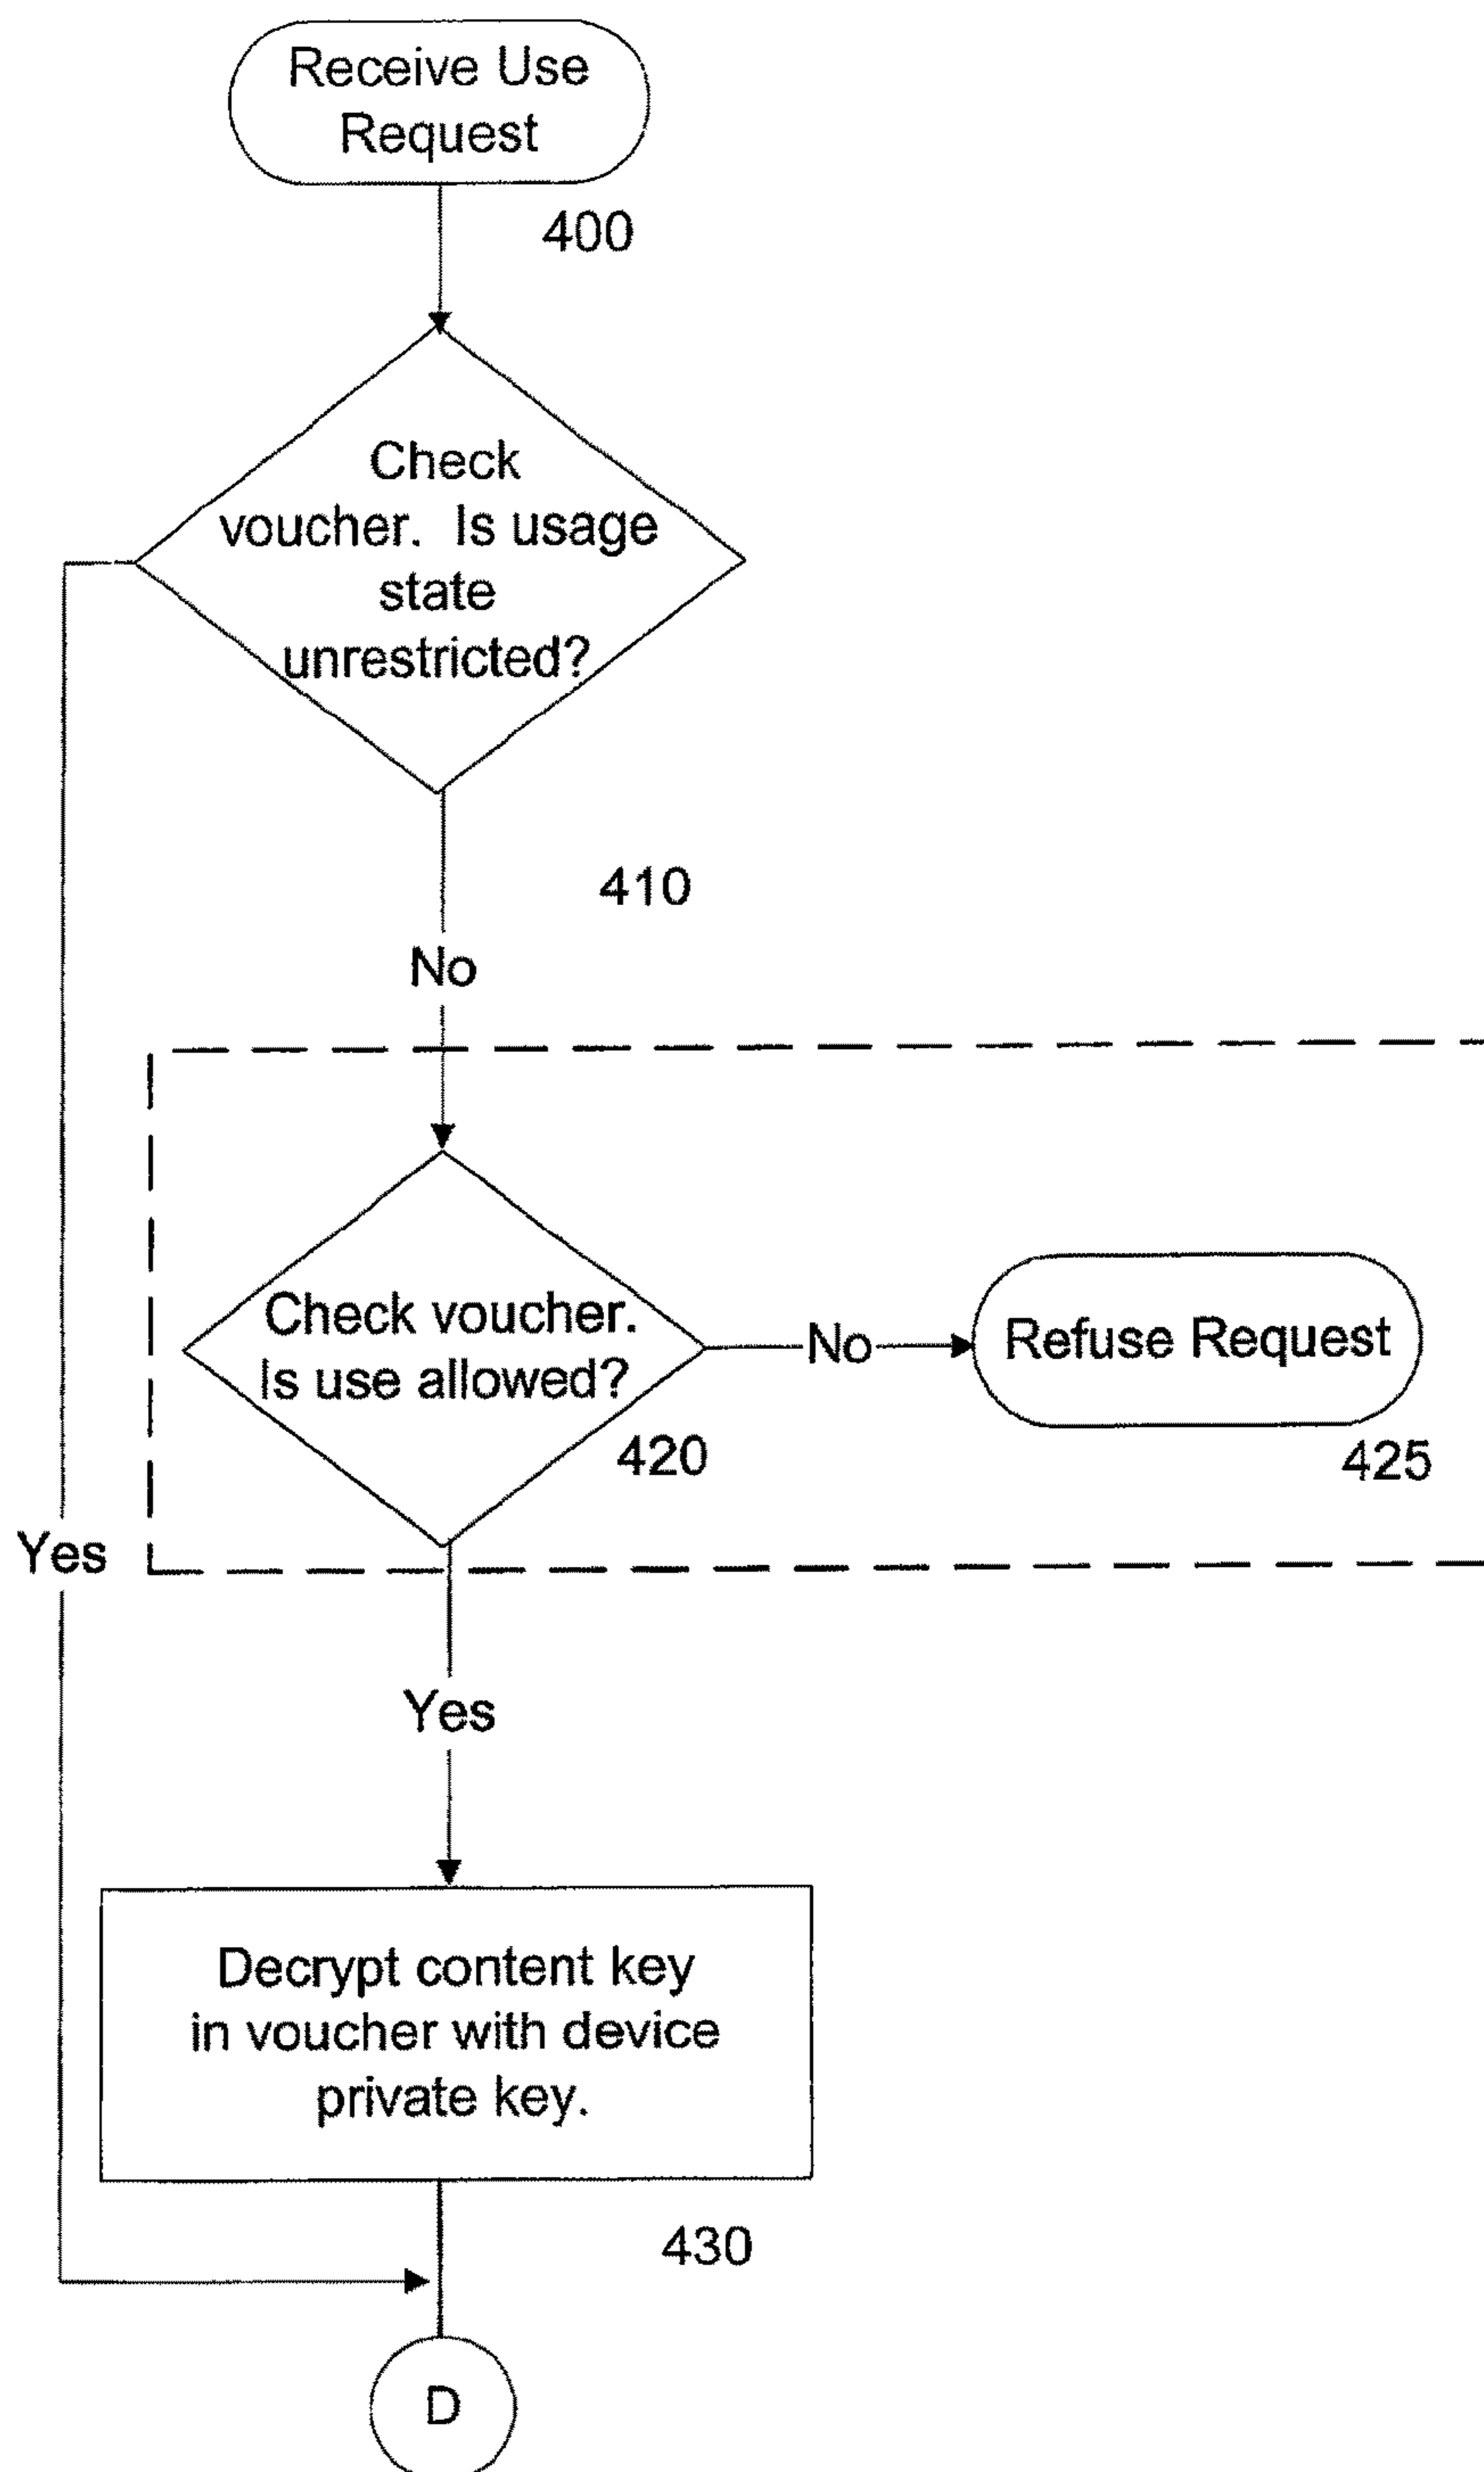 Receive Use
Request
400
Check
voucher. Is usage
state
unrestricted?
410
No
Check voucher.
Is use allowed?
420
No
Refuse Request
425
Yes
Yes
Decrypt content key
in voucher with device
private key.
430
D